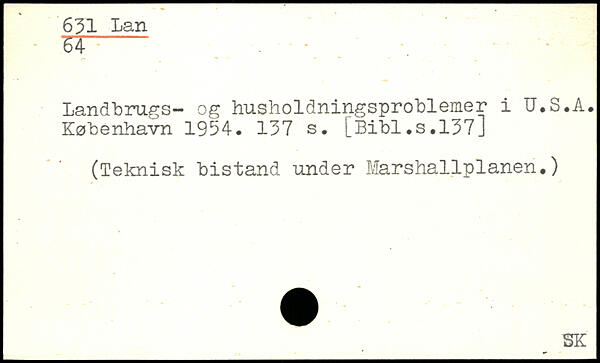 631 Lan
64
Landbrugs- og husholdningsproblemer i U.S.A.
København 1954. 137 s. [Bibl.s.137]
(Teknisk bistand under Marshallplanen.)
SK